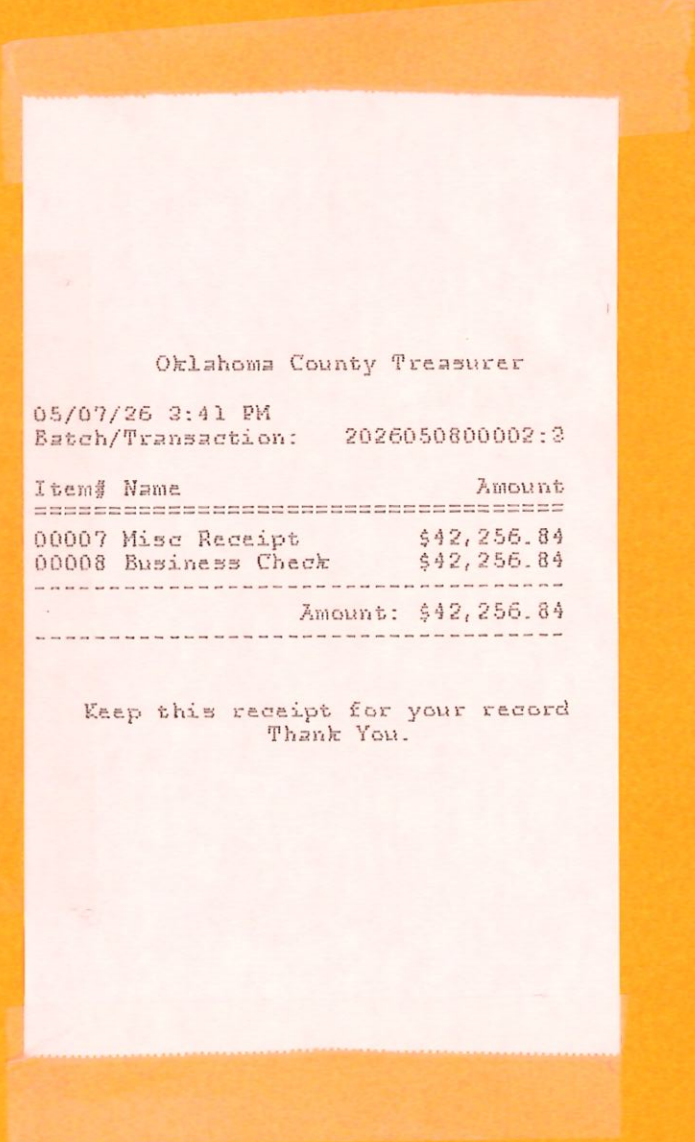 Oklahoma County Treasurer
05/07/26 3:41 PM
Batch/Transaction: 2026050800002:3
Item# Name Amount
=====================================
00007 Misc Receipt $42,256.84
00008 Business Check $42,256.84
-------------------------------------
Amount: $42,256.84
-------------------------------------
Keep this receipt for your record
Thank You.